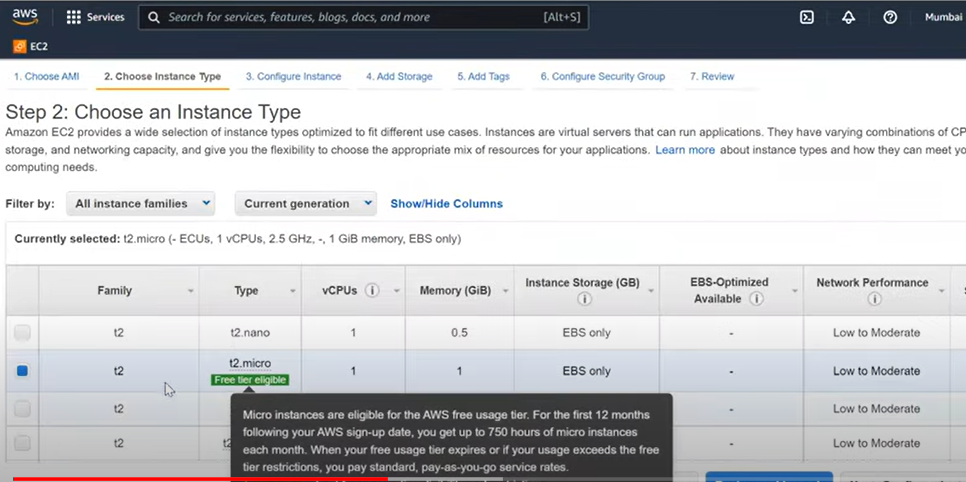 aws
Services
Search for services, features, blogs, docs, and more
[Alt+S]
Mumbai
EC2
1. Choose AMI
2. Choose Instance Type
3. Configure Instance
4. Add Storage
5. Add Tags
6. Configure Security Group
7. Review
Step 2: Choose an Instance Type
Amazon EC2 provides a wide selection of instance types optimized to fit different use cases. Instances are virtual servers that can run applications. They have varying combinations of CP
storage, and networking capacity, and give you the flexibility to choose the appropriate mix of resources for your applications. Learn more about instance types and how they can meet yo
computing needs.
Filter by: All instance families Current generation Show/Hide Columns
Currently selected: t2.micro (- ECUs, 1 vCPUs, 2.5 GHz, -, 1 GiB memory, EBS only)
Family Type vCPUs Memory (GiB) Instance Storage (GB) EBS-Optimized Available Network Performance
t2 t2.nano 1 0.5 EBS only - Low to Moderate
t2 t2.micro 1 1 EBS only - Low to Moderate
Free tier eligible
t2 - Low to Moderate
t2 - Low to Moderate
Micro instances are eligible for the AWS free usage tier. For the first 12 months
following your AWS sign-up date, you get up to 750 hours of micro instances
each month. When your free usage tier expires or if your usage exceeds the free
tier restrictions, you pay standard, pay-as-you-go service rates.